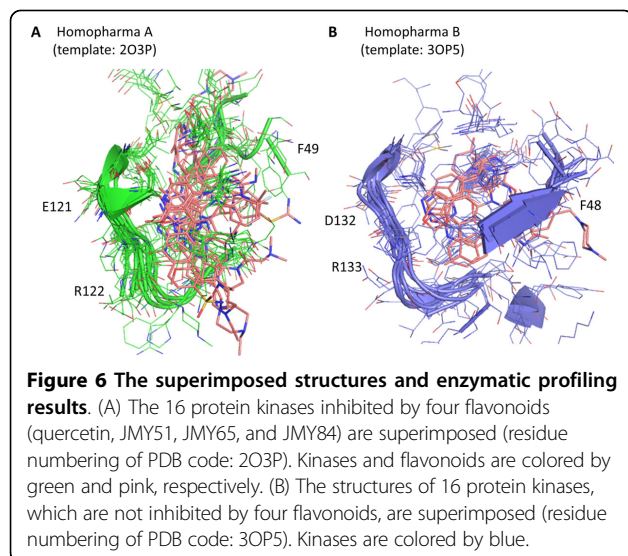 A Homopharma A
(template: 2O3P)
B Homopharma B
(template: 3OP5)
F49
E121
R122
F48
D132
R133
Figure 6 The superimposed structures and enzymatic profiling
results. (A) The 16 protein kinases inhibited by four flavonoids
(quercetin, JMY51, JMY65, and JMY84) are superimposed (residue
numbering of PDB code: 2O3P). Kinases and flavonoids are colored by
green and pink, respectively. (B) The structures of 16 protein kinases,
which are not inhibited by four flavonoids, are superimposed (residue
numbering of PDB code: 3OP5). Kinases are colored by blue.